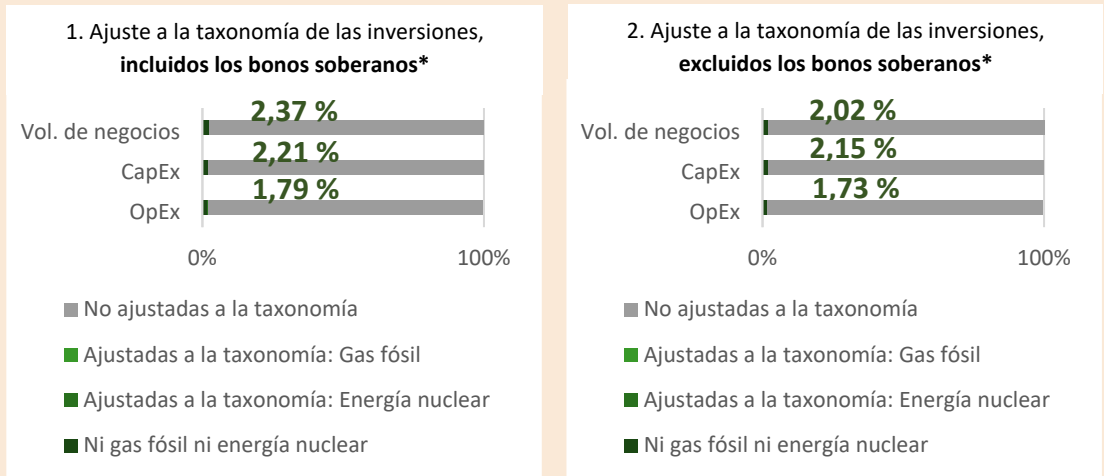 1. Ajuste a la taxonomía de las inversiones,
incluidos los bonos soberanos*
2,37 %
Vol. de negocios
2,21 %
CapEx
1,79 %
OpEx
0%
100%
No ajustadas a la taxonomía
Ajustadas a la taxonomía: Gas fósil
Ajustadas a la taxonomía: Energía nuclear
Ni gas fósil ni energía nuclear
2. Ajuste a la taxonomía de las inversiones,
excluidos los bonos soberanos*
2,02 %
Vol. de negocios
2,15 %
CapEx
1,73 %
OpEx
0%
100%
No ajustadas a la taxonomía
Ajustadas a la taxonomía: Gas fósil
Ajustadas a la taxonomía: Energía nuclear
Ni gas fósil ni energía nuclear